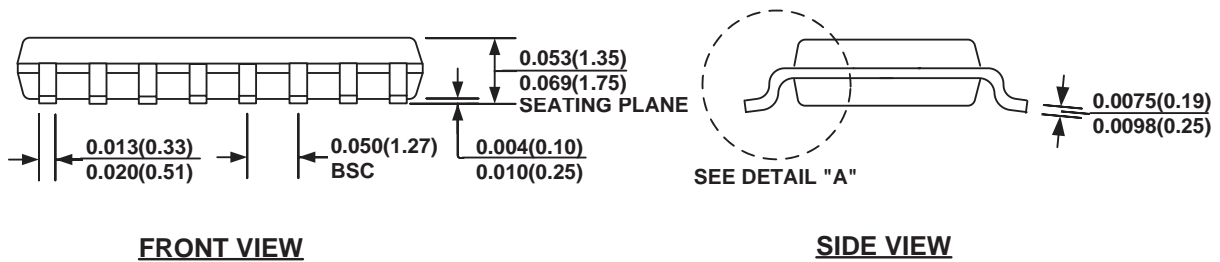 0.053(1.35)
0.069(1.75)
SEATING PLANE
0.013(0.33)
0.020(0.51)
0.050(1.27)
BSC
0.004(0.10)
0.010(0.25)
FRONT VIEW
0.0075(0.19)
0.0098(0.25)
SEE DETAIL "A"
SIDE VIEW